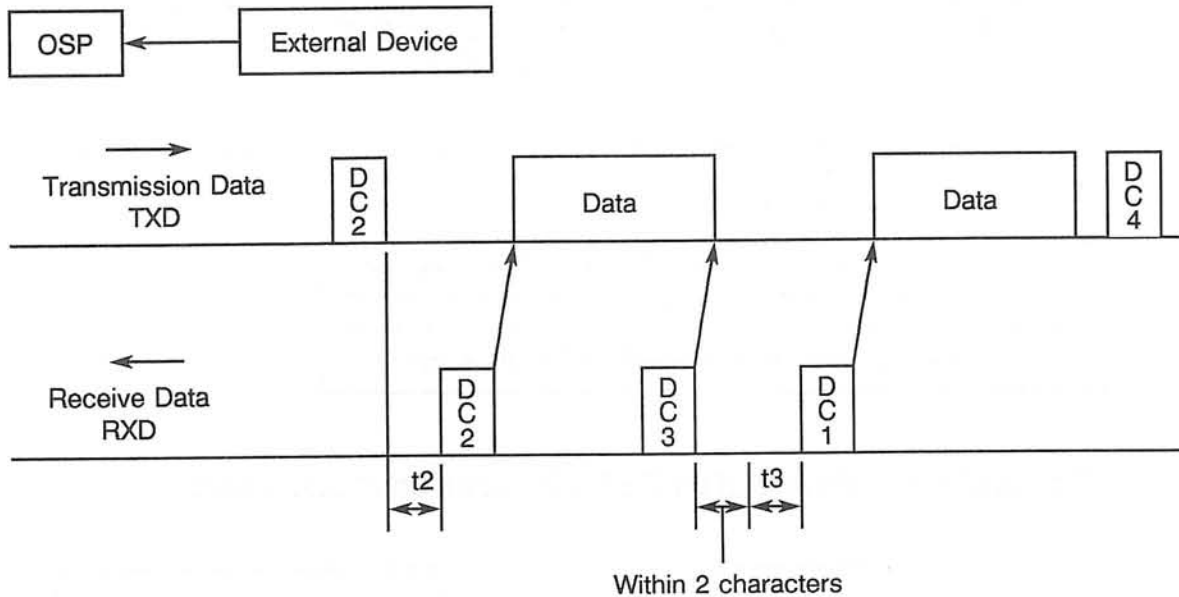 OSP
External Device
Transmission Data
TXD
DC2
Data
Data
DC4
Receive Data
RXD
DC2
DC3
DC1
t2
t3
Within 2 characters